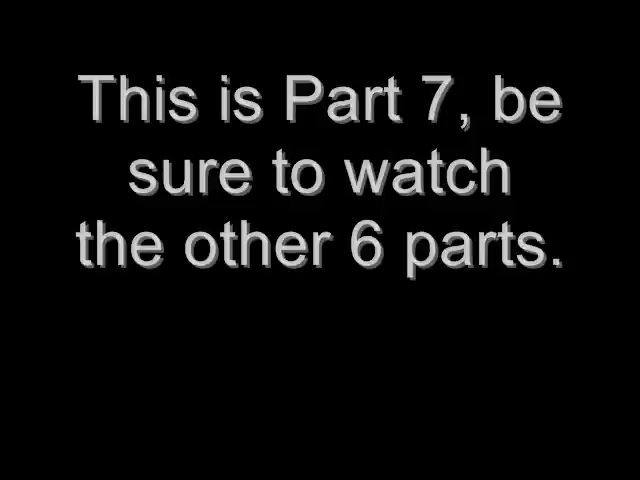 This is Part 7, be
sure to watch
the other 6 parts.